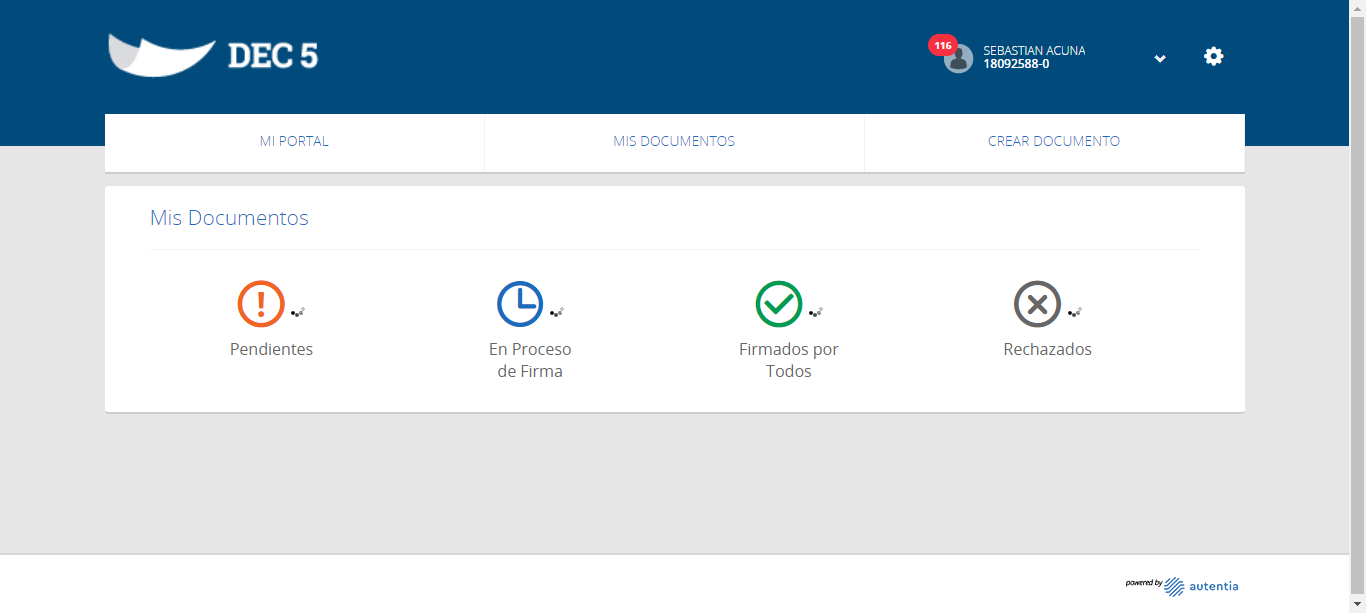 DEC 5
116
SEBASTIAN ACUNA
18092588-0
MI PORTAL
MIS DOCUMENTOS
CREAR DOCUMENTO
Mis Documentos
Pendientes
En Proceso
de Firma
Firmados por
Todos
Rechazados
powered by autentia